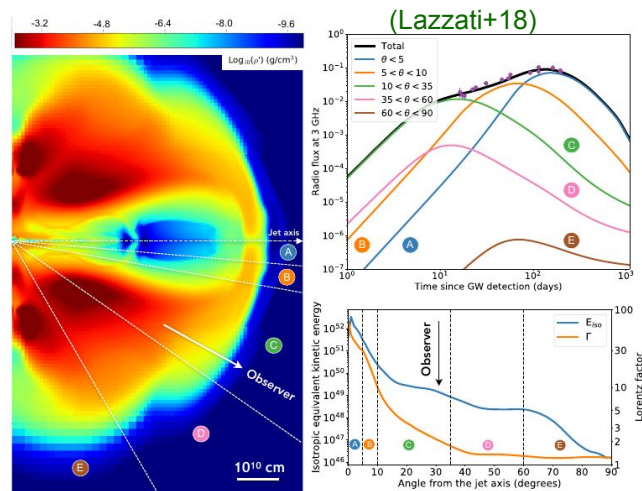 (Lazzati+18)
-3.2 -4.8 -6.4 -8.0 -9.6
Log₁₀(ρ') (g/cm³)
Jet axis
A
B
C
Observer
D
E
10¹⁰ cm
10⁰
10⁻¹
10⁻²
10⁻³
10⁻⁴
10⁻⁵
10⁻⁶
10⁻⁷
Radio flux at 3 GHz
Total
θ < 5
5 < θ < 10
10 < θ < 35
35 < θ < 60
60 < θ < 90
C
D
B A E
1 10¹ 10² 10³
Time since GW detection (days)
10⁵²
10⁵¹
10⁵⁰
10⁴⁹
10⁴⁸
10⁴⁷
10⁴⁶
Isotropic equivalent kinetic energy
Observer
E_iso
Γ
100
30
10
5
3
2
1
Lorentz factor
A B C D E
0 10 20 30 40 50 60 70 80 90
Angle from the jet axis (degrees)